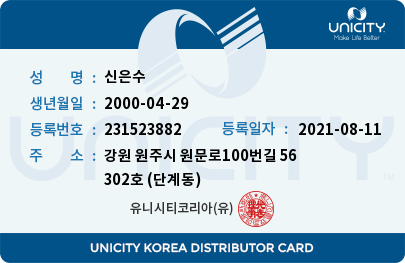 UNICITY
Make Life Better
성 명 : 신은수
생년월일 : 2000-04-29
등록번호 : 231523882 등록일자 : 2021-08-11
주 소 : 강원 원주시 원문로100번길 56
302호 (단계동)
UNICITY
TM
유니시티코리아(유)
UNICITY KOREA DISTRIBUTOR CARD